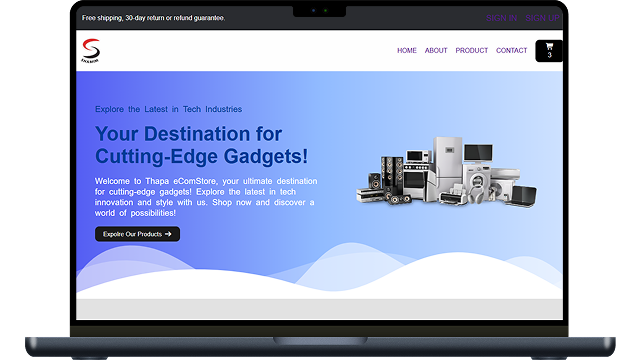 Free shipping, 30-day return or refund guarantee.
SIGN IN SIGN UP
THAPA
HOME ABOUT PRODUCT CONTACT
3
Explore the Latest in Tech Industries
Your Destination for
Cutting-Edge Gadgets!
Welcome to Thapa eComStore, your ultimate destination
for cutting-edge gadgets! Explore the latest in tech
innovation and style with us. Shop now and discover a
world of possibilities!
Expolre Our Products